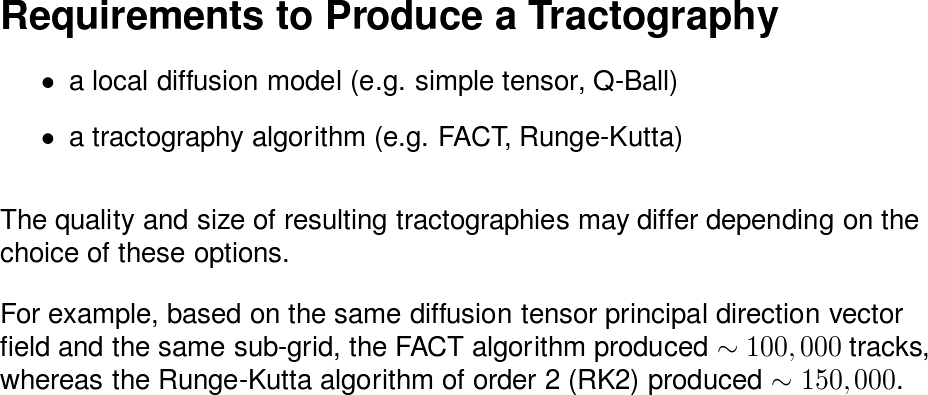 Requirements to Produce a Tractography
• a local diffusion model (e.g. simple tensor, Q-Ball)
• a tractography algorithm (e.g. FACT, Runge-Kutta)
The quality and size of resulting tractographies may differ depending on the
choice of these options.
For example, based on the same diffusion tensor principal direction vector
field and the same sub-grid, the FACT algorithm produced ∼ 100, 000 tracks,
whereas the Runge-Kutta algorithm of order 2 (RK2) produced ∼ 150, 000.